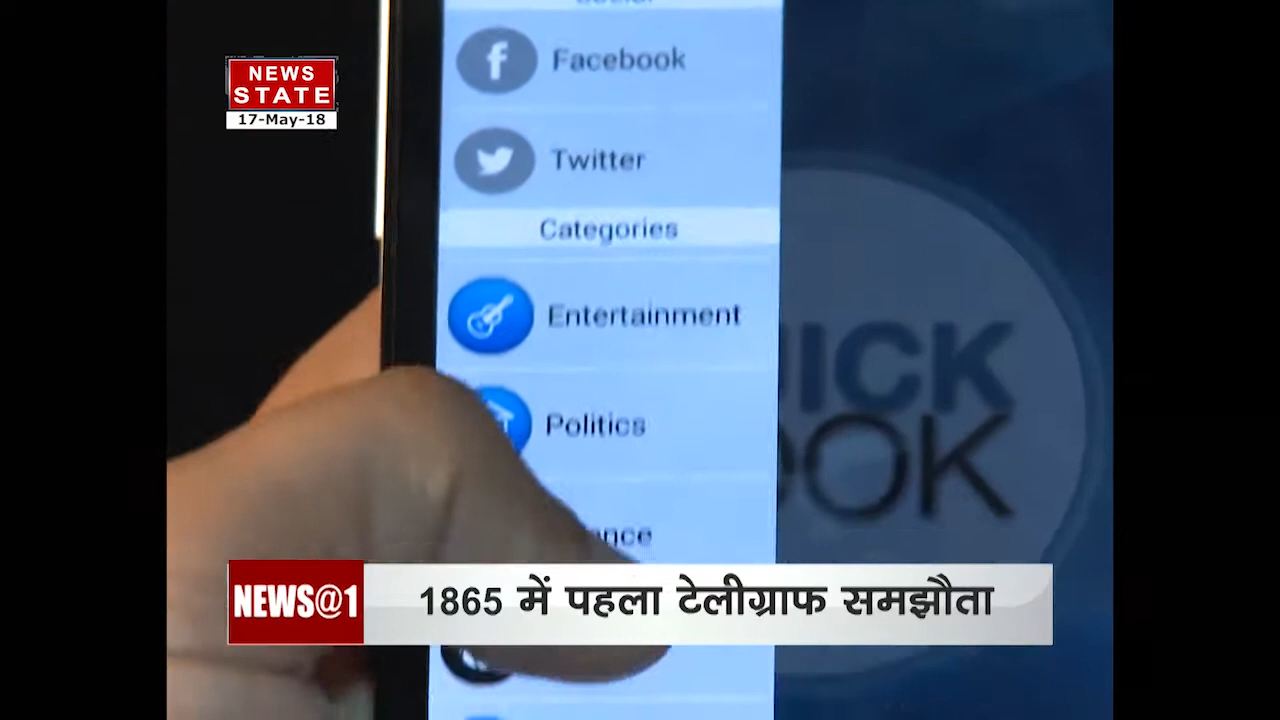 NEWS
STATE
17-May-18
Facebook
Twitter
Categories
Entertainment
Politics
NEWS@1
1865 में पहला टेलीग्राफ समझौता